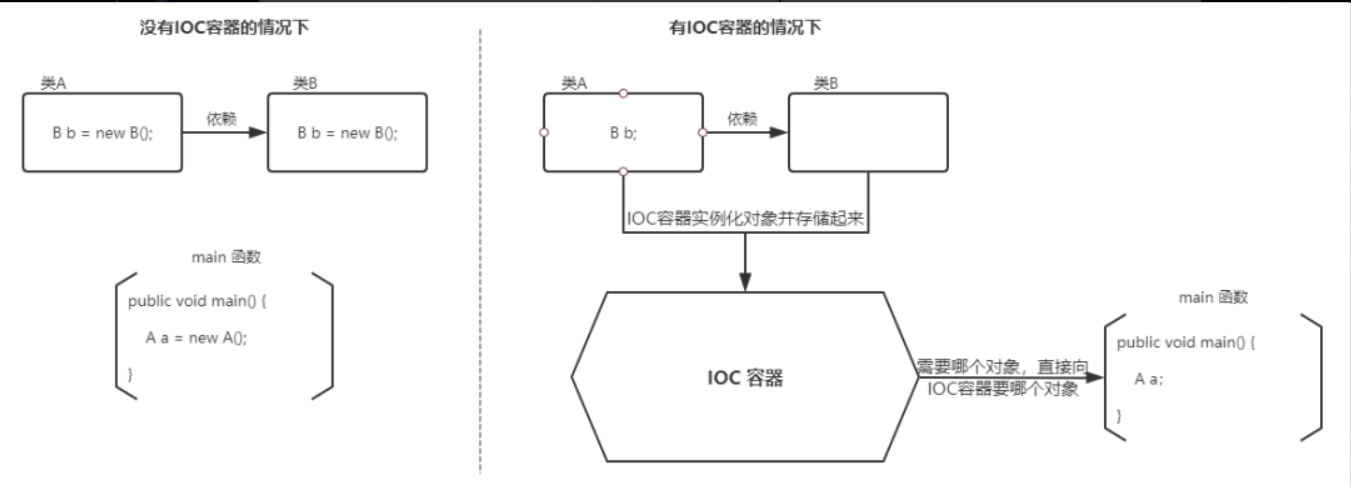 没有IOC容器的情况下
类A
B b = new B();
依赖
类B
B b = new B();
main 函数
public void main() {
A a = new A();
}
有IOC容器的情况下
类A
B b;
依赖
类B
IOC容器实例化对象并存储起来
IOC 容器
需要哪个对象，直接向
IOC容器要哪个对象
main 函数
public void main() {
A a;
}